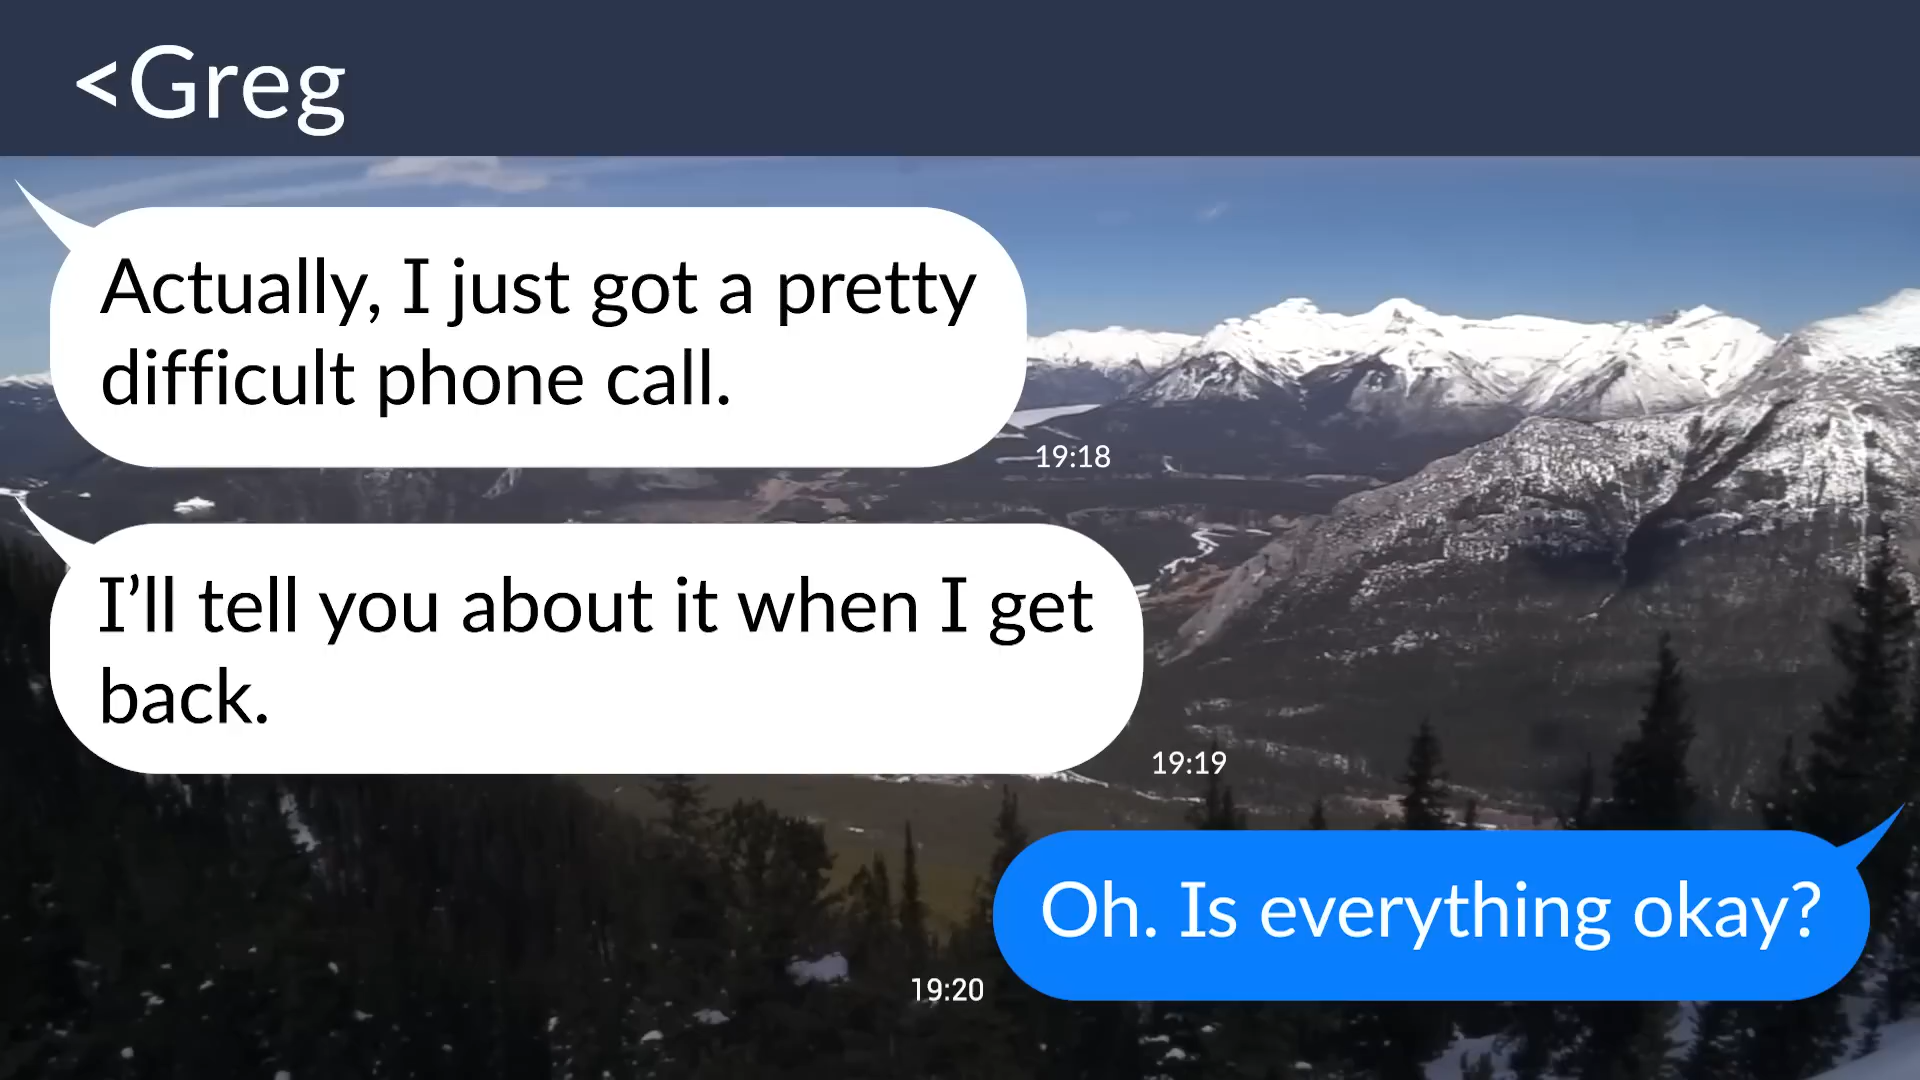 <Greg
Actually, I just got a pretty
difficult phone call.
19:18
I’ll tell you about it when I get
back.
19:19
Oh. Is everything okay?
19:20